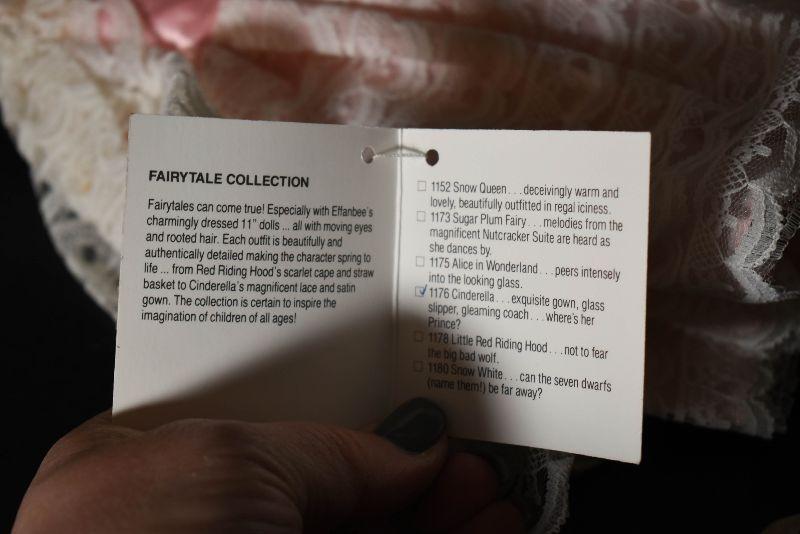 FAIRYTALE COLLECTION
Fairytales can come true! Especially with Effanbee's
charmingly dressed 11" dolls ... all with moving eyes
and rooted hair. Each outfit is beautifully and
authentically detailed making the character spring to
life ... from Red Riding Hood's scarlet cape and straw
basket to Cinderella's magnificent lace and satin
gown. The collection is certain to inspire the
imagination of children of all ages!
☐ 1152 Snow Queen . . . deceivingly warm and
lovely, beautifully outfitted in regal iciness.
☐ 1173 Sugar Plum Fairy . . . melodies from the
magnificent Nutcracker Suite are heard as
she dances by.
☐ 1175 Alice in Wonderland . . . peers intensely
into the looking glass.
☑ 1176 Cinderella . . . exquisite gown, glass
slipper, gleaming coach . . . where's her
Prince?
☐ 1178 Little Red Riding Hood . . . not to fear
the big bad wolf.
☐ 1180 Snow White . . . can the seven dwarfs
(name them!) be far away?